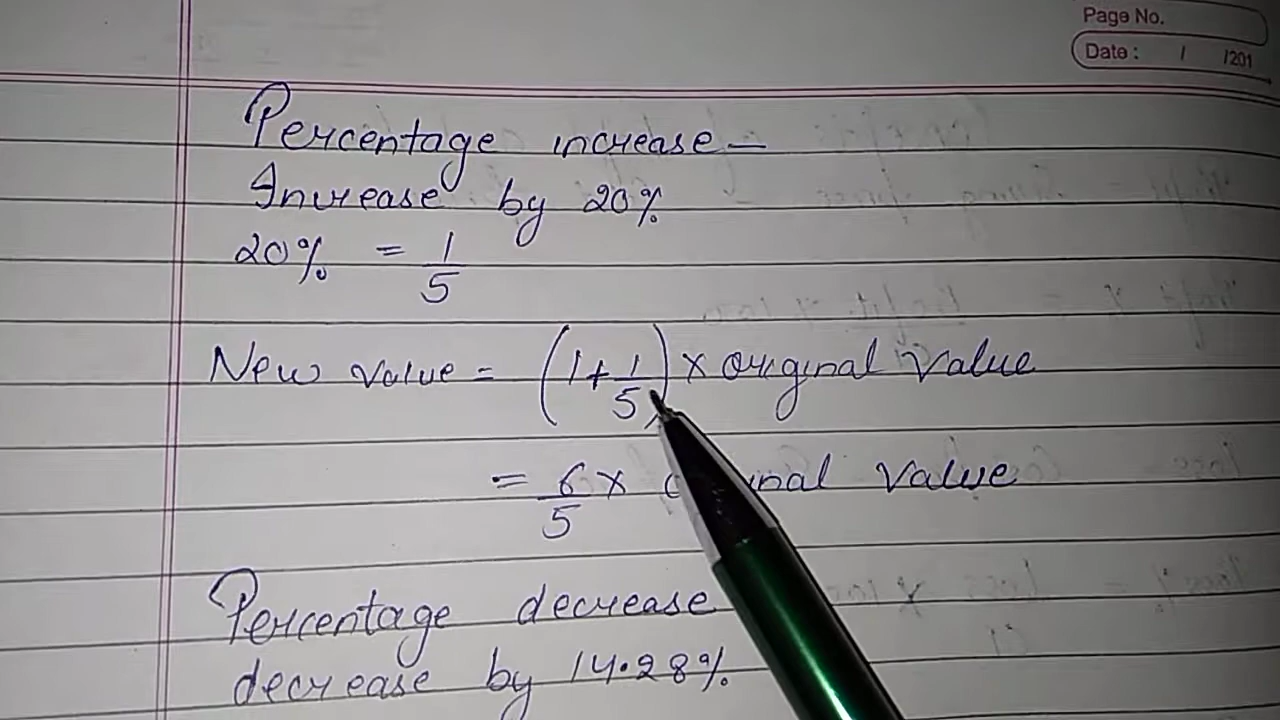 Page No.
Date : / /201
Percentage increase —
Increase by 20%
20% = 1/5
New value = (1 + 1/5) × original value
= 6/5 × value
Percentage decrease
decrease by 14.28%